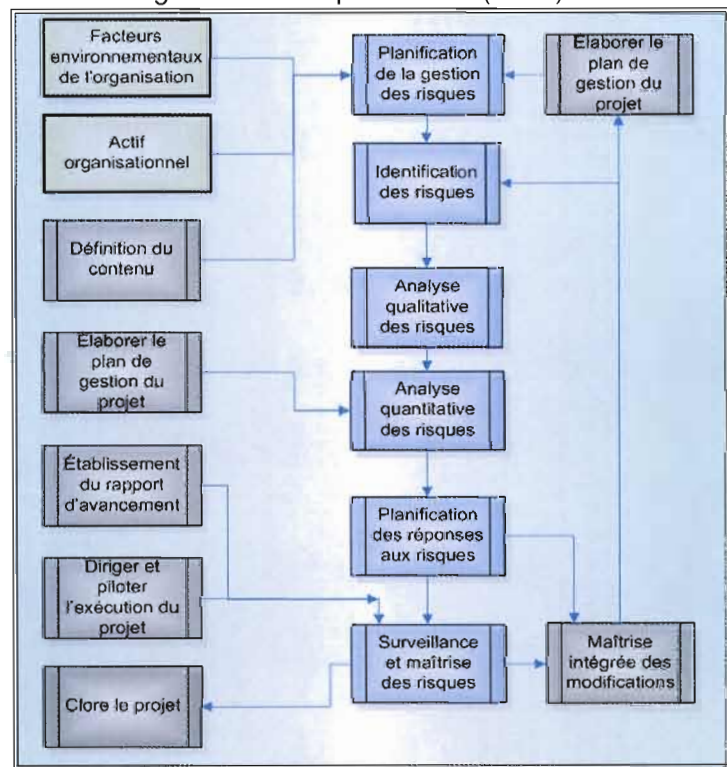 Facteurs
environnementaux
de l'organisation
Actif
organisationnel
Définition du
contenu
Élaborer le
plan de
gestion du
projet
Établissement
du rapport
d'avancement
Diriger et
piloter
l'exécution du
projet
Clore le projet
Planification
de la gestion
des risques
Identification
des risques
Analyse
qualitative
des risques
Analyse
quantitative
des risques
Planification
des réponses
aux risques
Surveillance
et maîtrise
des risques
Élaborer le
plan de
gestion du
projet
Maîtrise
intégrée des
modifications